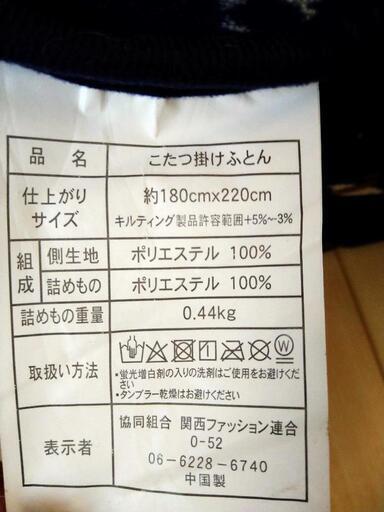 品名 こたつ掛けふとん
仕上がりサイズ 約180cmx220cm
キルティング製品許容範囲+5%~-3%
組成 側生地 ポリエステル 100%
詰めもの ポリエステル 100%
詰めもの重量 0.44kg
取扱い方法
•蛍光増白剤の入りの洗剤はご使用をお避けください
•タンブラー乾燥はお避けください
表示者 協同組合 関西ファッション連合
0-52
06-6228-6740
中国製